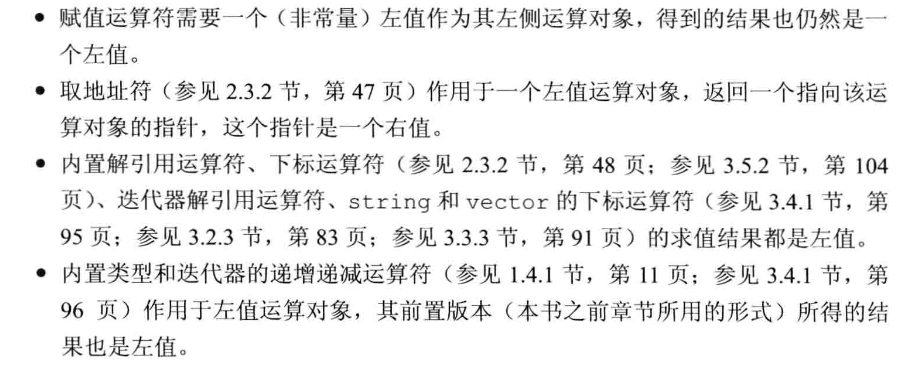 • 赋值运算符需要一个（非常量）左值作为其左侧运算对象，得到的结果也仍然是一
个左值。
• 取地址符（参见 2.3.2 节，第 47 页）作用于一个左值运算对象，返回一个指向该运
算对象的指针，这个指针是一个右值。
• 内置解引用运算符、下标运算符（参见 2.3.2 节，第 48 页；参见 3.5.2 节，第 104
页）、迭代器解引用运算符、string 和 vector 的下标运算符（参见 3.4.1 节，第
95 页；参见 3.2.3 节，第 83 页；参见 3.3.3 节，第 91 页）的求值结果都是左值。
• 内置类型和迭代器的递增递减运算符（参见 1.4.1 节，第 11 页；参见 3.4.1 节，第
96 页）作用于左值运算对象，其前置版本（本书之前章节所用的形式）所得的结
果也是左值。